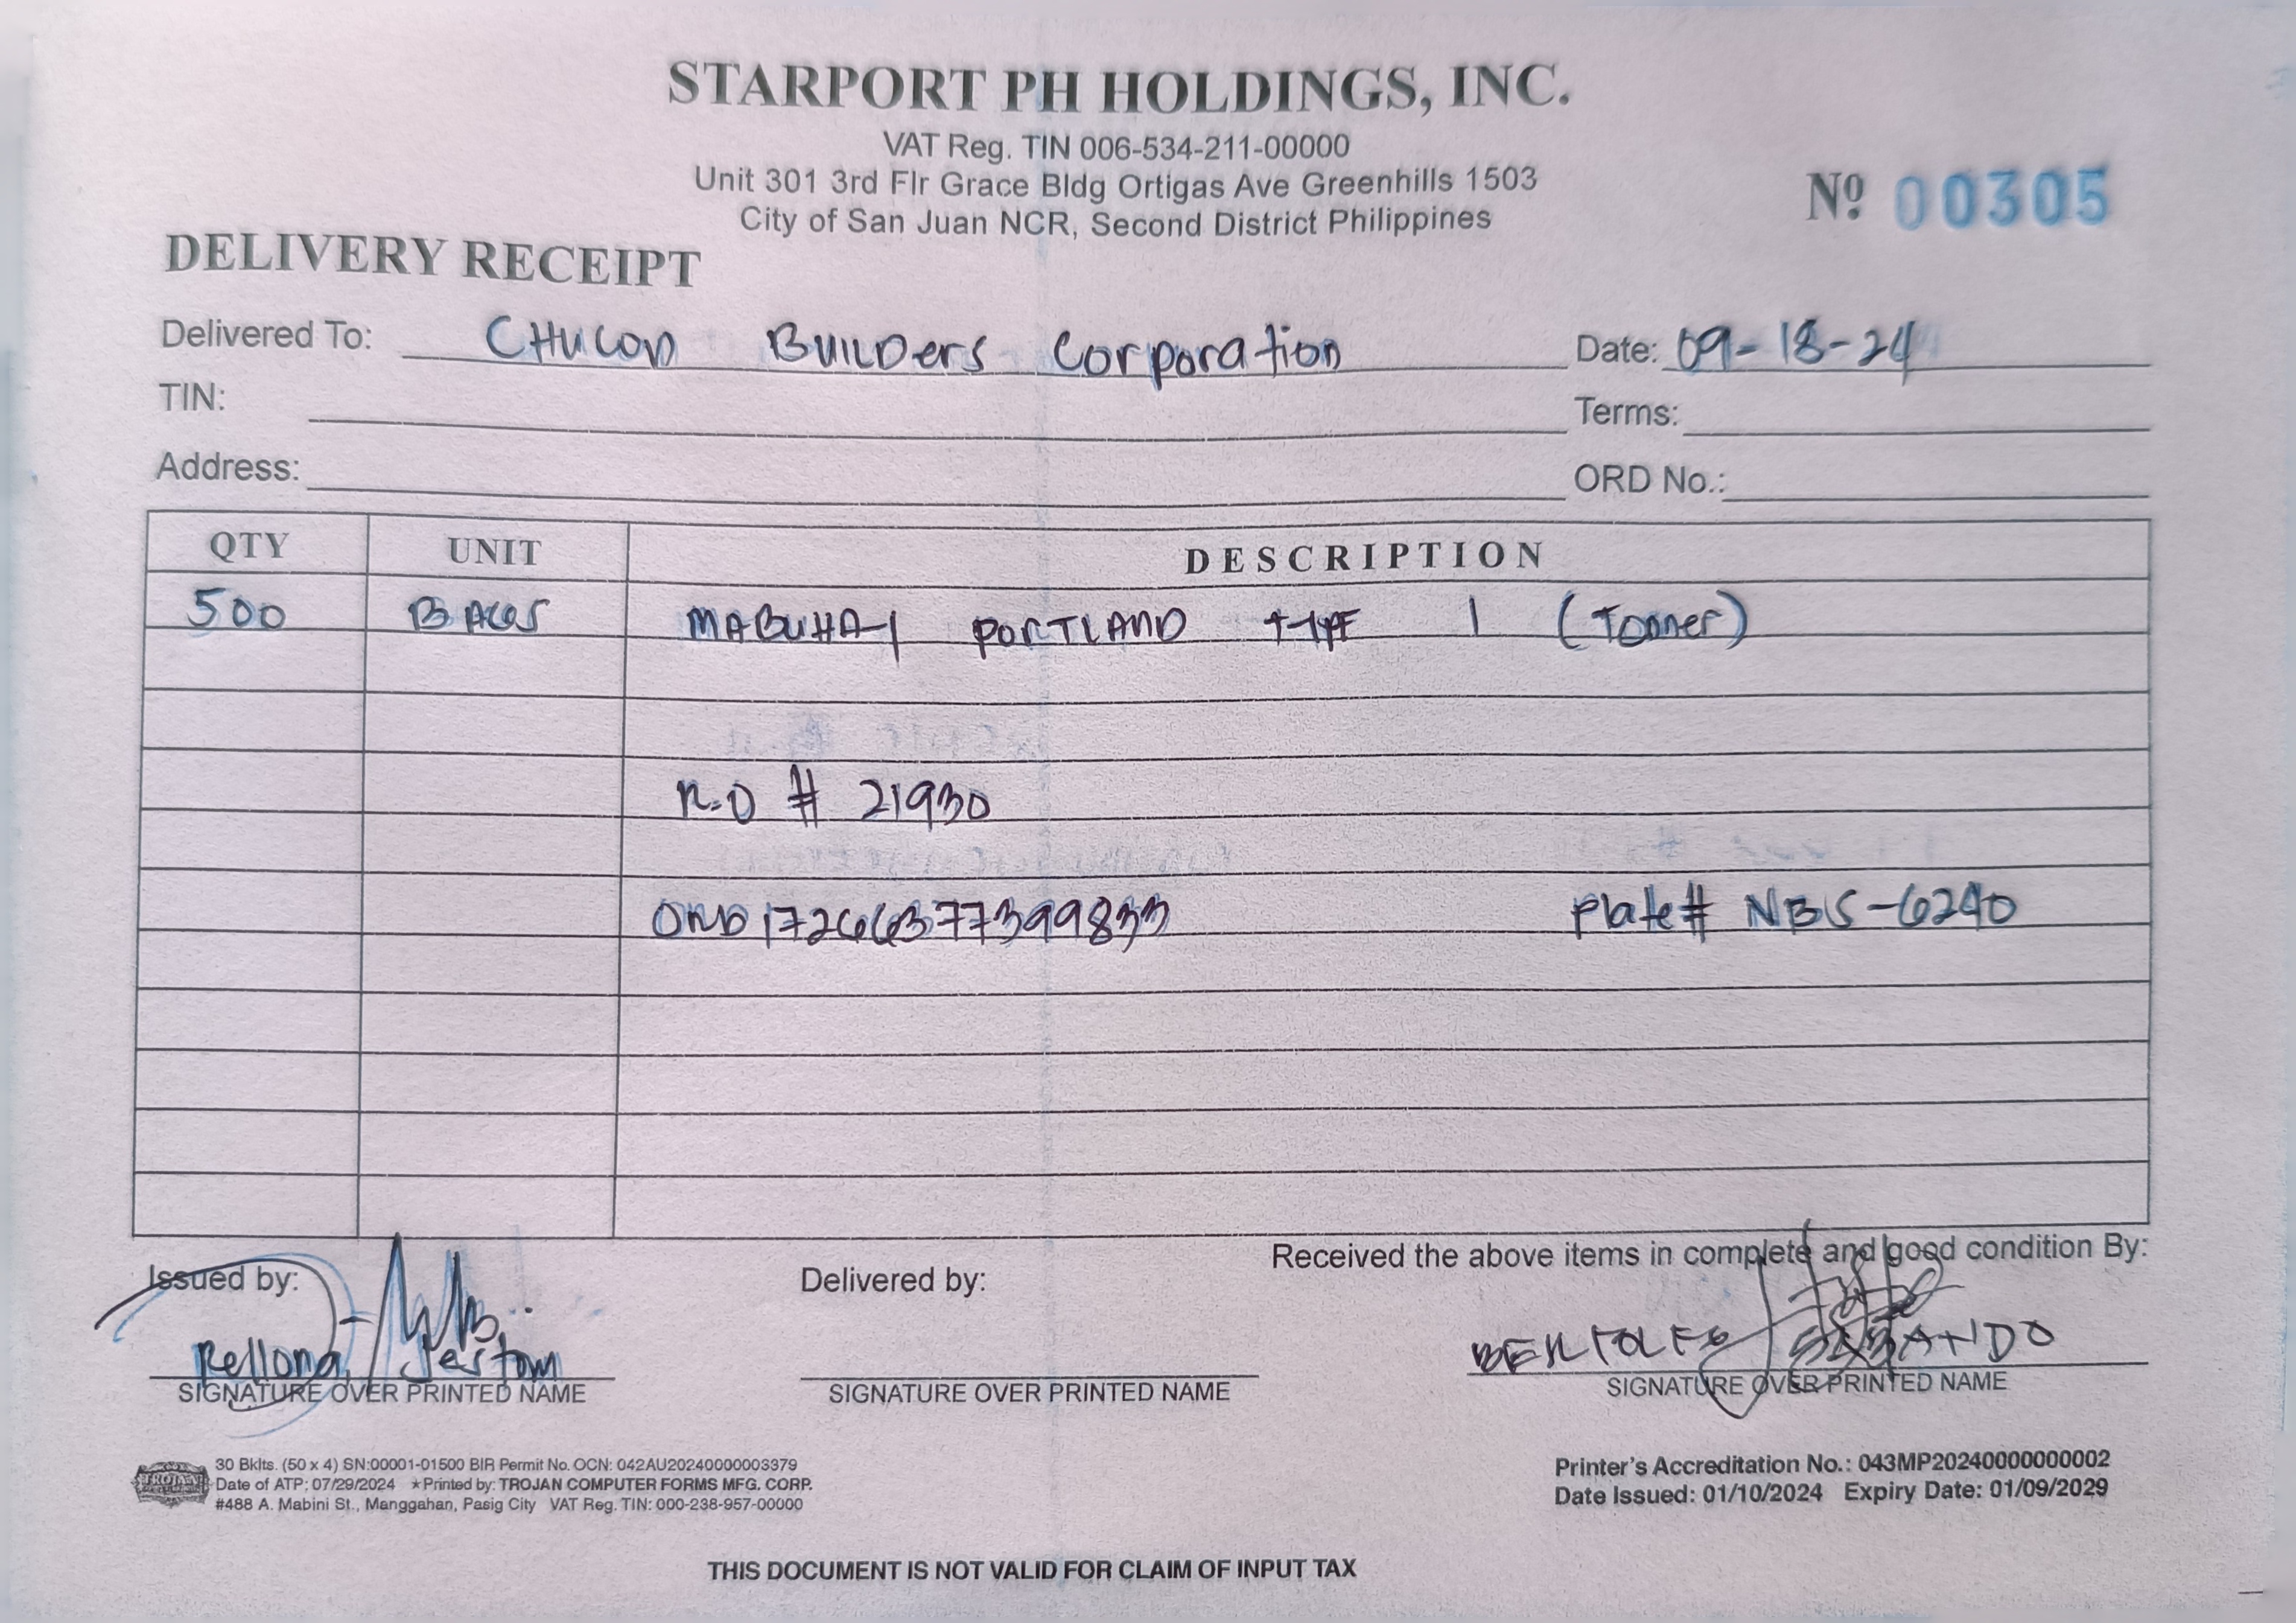 STARPORT PH HOLDINGS, INC.
VAT Reg. TIN 006-534-211-00000
Unit 301 3rd Flr Grace Bldg Ortigas Ave Greenhills 1503
City of San Juan NCR, Second District Philippines
Nº 00305
DELIVERY RECEIPT
Delivered To: CHUCON BUILDers Corporation Date: 09-18-24
TIN: Terms:
Address: ORD No.:
QTY UNIT DESCRIPTION
500 BAGS MABUHAY PORTLAND TYPE 1 (Tonner)
R.O # 21930
ORD 1726637739983​3 Plate# NBS-6240
Issued by: Delivered by: Received the above items in complete and good condition By:
Rellona, Jestom
SIGNATURE OVER PRINTED NAME SIGNATURE OVER PRINTED NAME SIGNATURE OVER PRINTED NAME
30 Bklts. (50 x 4) SN:00001-01500 BIR Permit No. OCN: 042AU20240000003379
Date of ATP: 07/29/2024 ★Printed by: TROJAN COMPUTER FORMS MFG. CORP.
#488 A. Mabini St., Manggahan, Pasig City VAT Reg. TIN: 000-238-957-00000
TROJAN
Printer's Accreditation No.: 043MP20240000000002
Date Issued: 01/10/2024 Expiry Date: 01/09/2029
THIS DOCUMENT IS NOT VALID FOR CLAIM OF INPUT TAX